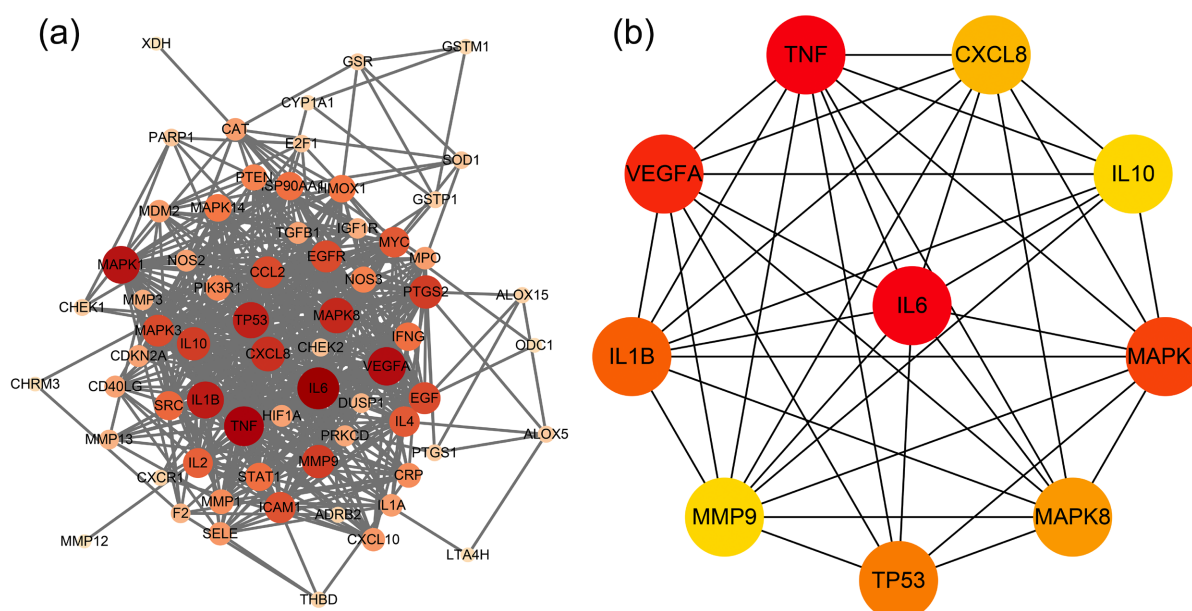 (a)
XDH
GSTM1
GSR
CYP1A1
PARP1
CAT
E2F1
SOD1
PTEN
HMOX1
GSTP1
MDM2
MAPK14
TGFB1
IGF1R
MYC
MAPK1
NOS2
CCL2
EGFR
MPO
NOS3
PIK3R1
PTGS2
ALOX15
CHEK1
MMP3
TP53
MAPK8
MAPK3
IL10
IFNG
CXCL8
CHEK2
ODC1
CDKN2A
VEGFA
CHRM3
CD40LG
IL6
SRC
IL1B
DUSP1
EGF
HIF1A
TNF
IL4
PRKCD
ALOX5
MMP13
PTGS1
IL2
MMP9
CXCR1
STAT1
CRP
MMP1
IL1A
F2
ICAM1
ADRB2
SELE
CXCL10
MMP12
LTA4H
THBD
(b)
TNF
CXCL8
VEGFA
IL10
IL6
IL1B
MAPK
MMP9
MAPK8
TP53